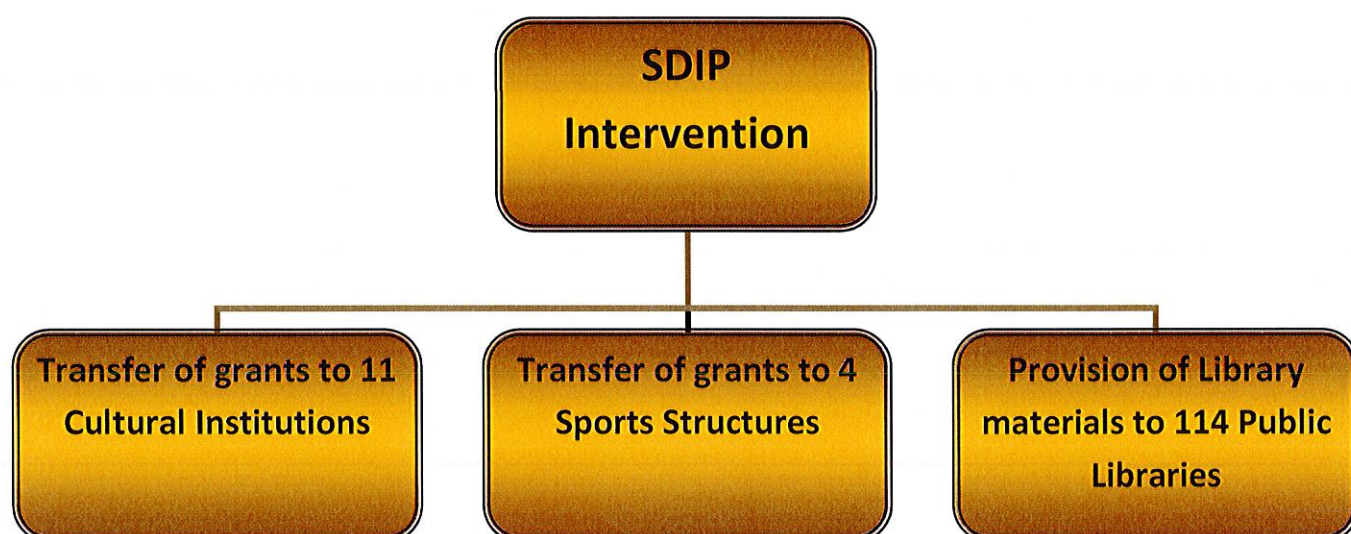 SDIP
Intervention
Transfer of grants to 11
Cultural Institutions
Transfer of grants to 4
Sports Structures
Provision of Library
materials to 114 Public
Libraries